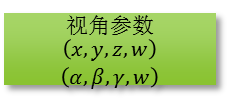 视角参数
(x, y, z, w)
(α, β, γ, w)